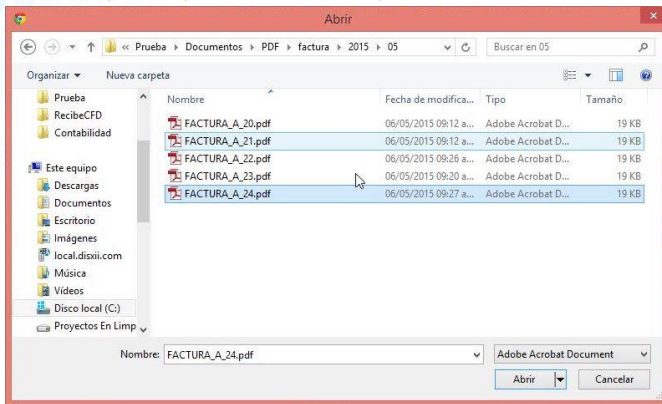 Abrir
« Prueba ▸ Documentos ▸ PDF ▸ factura ▸ 2015 ▸ 05
Buscar en 05
Organizar
Nueva carpeta
Prueba
RecibeCFD
Contabilidad
Este equipo
Descargas
Documentos
Escritorio
Imágenes
local.disxii.com
Música
Vídeos
Disco local (C:)
Proyectos En Limp
Nombre Fecha de modifica... Tipo Tamaño
FACTURA_A_20.pdf 06/05/2015 09:12 a... Adobe Acrobat D... 19 KB
FACTURA_A_21.pdf 06/05/2015 09:12 a... Adobe Acrobat D... 19 KB
FACTURA_A_22.pdf 06/05/2015 09:26 a... Adobe Acrobat D... 19 KB
FACTURA_A_23.pdf 06/05/2015 09:20 a... Adobe Acrobat D... 19 KB
FACTURA_A_24.pdf 06/05/2015 09:27 a... Adobe Acrobat D... 19 KB
Nombre: FACTURA_A_24.pdf
Adobe Acrobat Document
Abrir
Cancelar